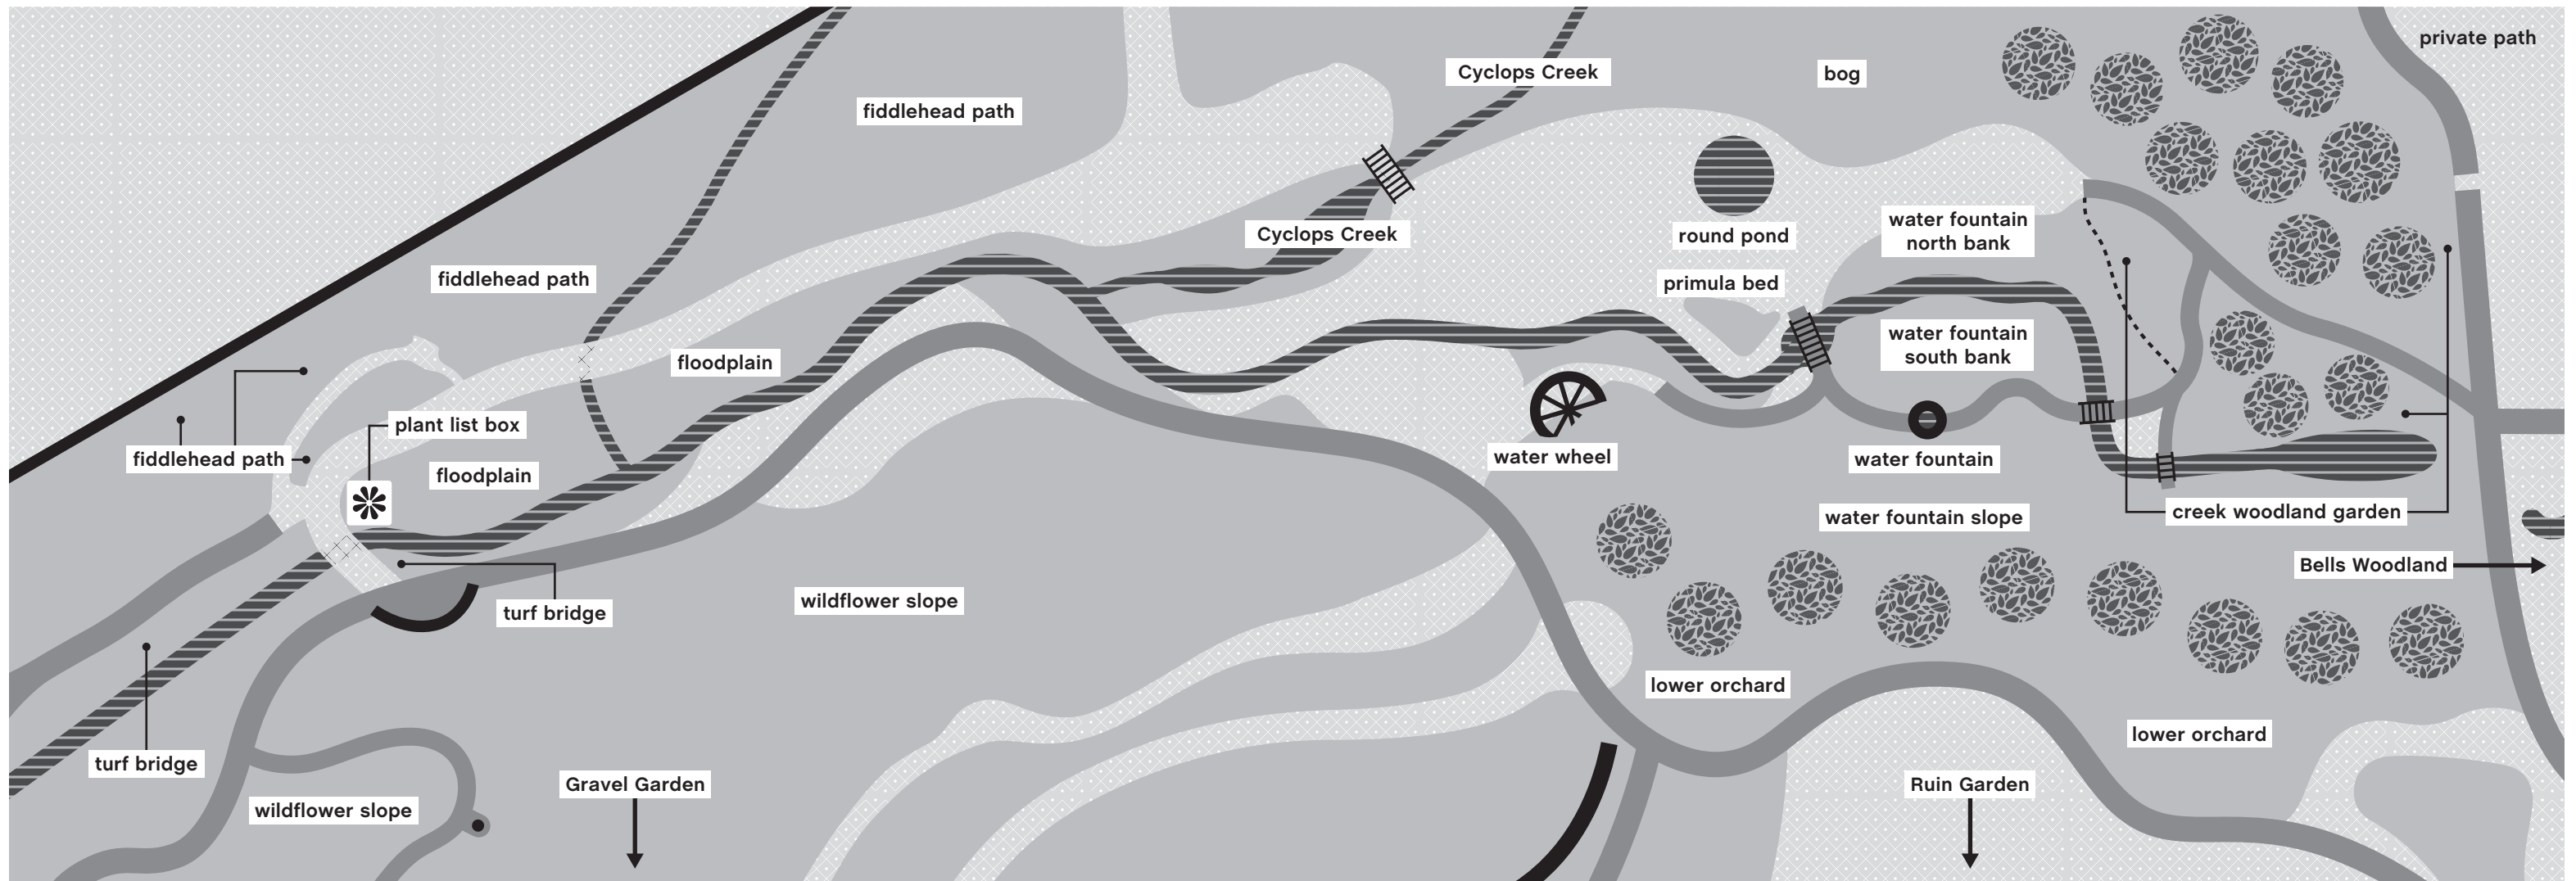 private path
Cyclops Creek
bog
fiddlehead path
water fountain
north bank
Cyclops Creek
round pond
fiddlehead path
primula bed
water fountain
south bank
floodplain
plant list box
fiddlehead path
water wheel
water fountain
floodplain
creek woodland garden
water fountain slope
Bells Woodland
wildflower slope
turf bridge
lower orchard
lower orchard
turf bridge
Gravel Garden
Ruin Garden
wildflower slope